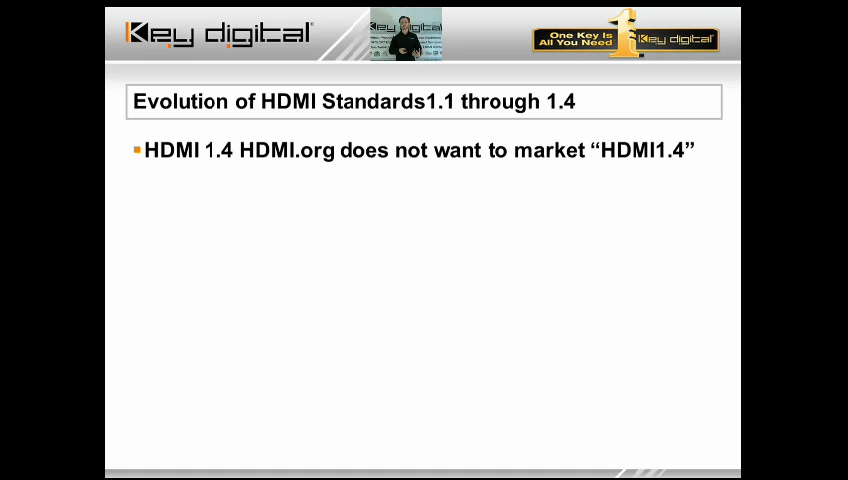 Key digital
One Key Is
All You Need
1
Key digital
Evolution of HDMI Standards1.1 through 1.4
HDMI 1.4 HDMI.org does not want to market “HDMI1.4”